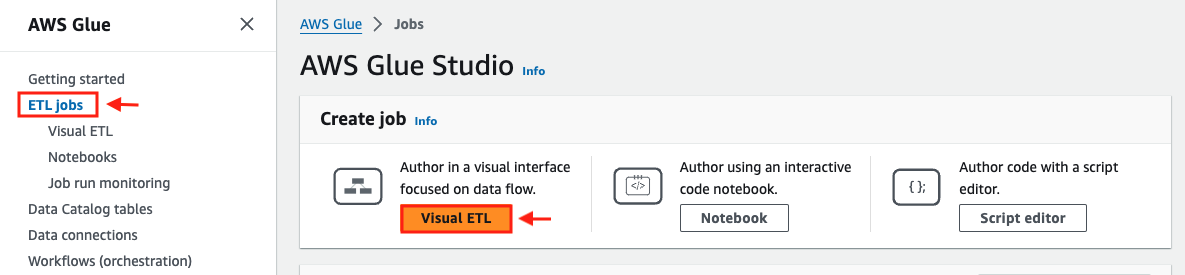 AWS Glue
Getting started
ETL jobs
Visual ETL
Notebooks
Job run monitoring
Data Catalog tables
Data connections
Workflows (orchestration)
AWS Glue > Jobs
AWS Glue Studio Info
Create job Info
Author in a visual interface
focused on data flow.
Visual ETL
Author using an interactive
code notebook.
Notebook
Author code with a script
editor.
Script editor